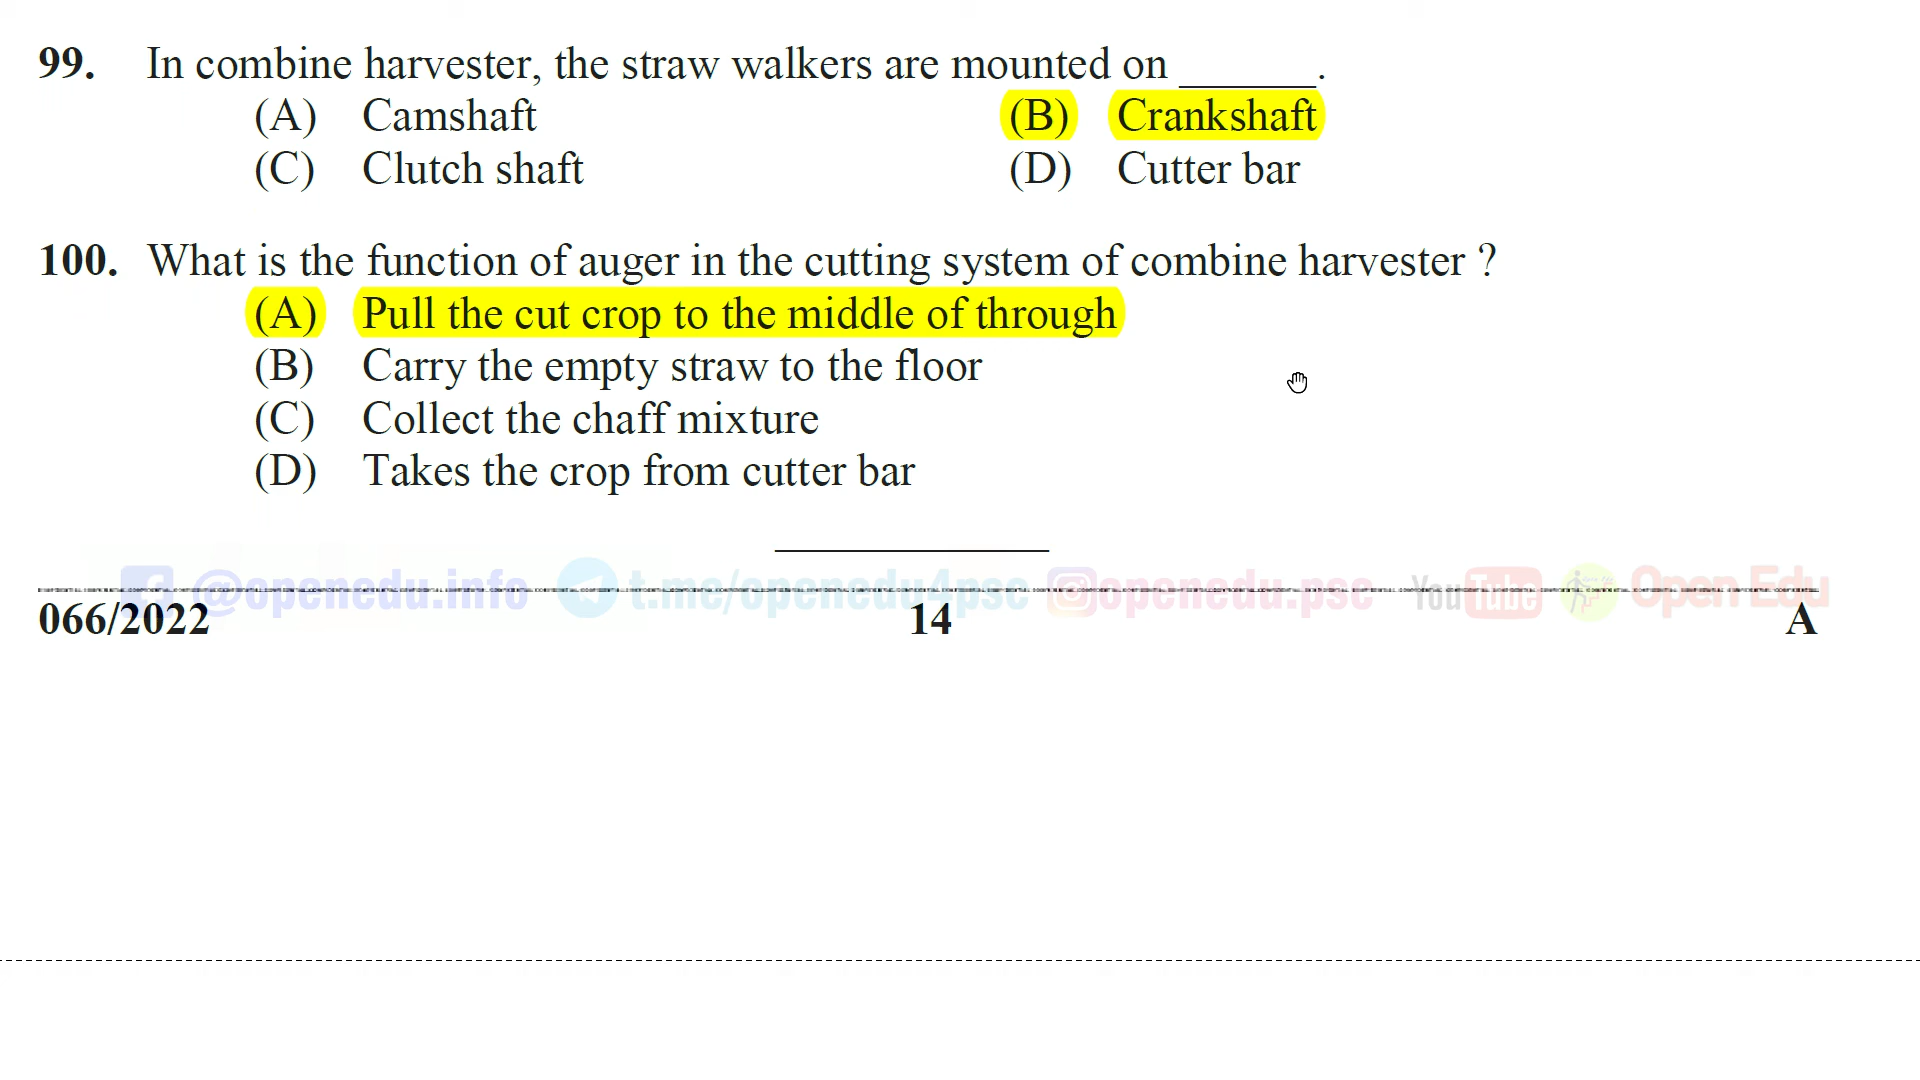 99. In combine harvester, the straw walkers are mounted on ______.
(A) Camshaft (B) Crankshaft
(C) Clutch shaft (D) Cutter bar
100. What is the function of auger in the cutting system of combine harvester ?
(A) Pull the cut crop to the middle of through
(B) Carry the empty straw to the floor
(C) Collect the chaff mixture
(D) Takes the crop from cutter bar
@openedu.info t.me/openedu4psc openedu.psc YouTube Open Edu
066/2022 14 A